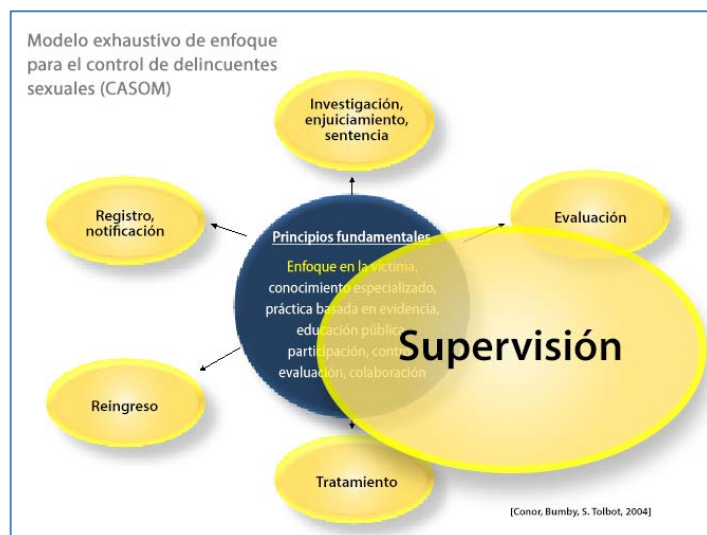 Modelo exhaustivo de enfoque
para el control de delincuentes
sexuales (CASOM)
Investigación,
enjuiciamiento,
sentencia
Registro,
notificación
Evaluación
Principios fundamentales
Enfoque en la víctima,
conocimiento especializado,
práctica basada en evidencia,
educación pública
participación, contro
evaluación, colaboración
Supervisión
Reingreso
Tratamiento
[Conor, Bumby, S. Tolbot, 2004]